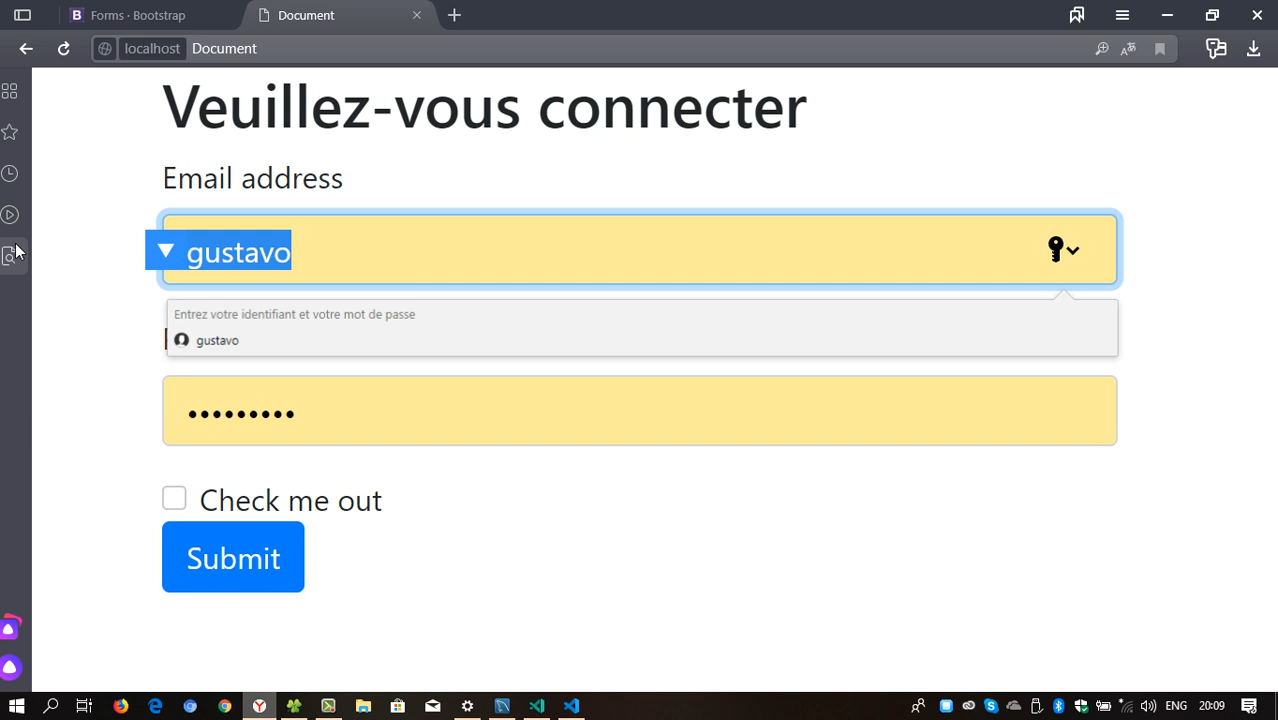 Forms · Bootstrap
Document
localhost Document
Veuillez-vous connecter
Email address
gustavo
Entrez votre identifiant et votre mot de passe
gustavo
Check me out
Submit
ENG 20:09